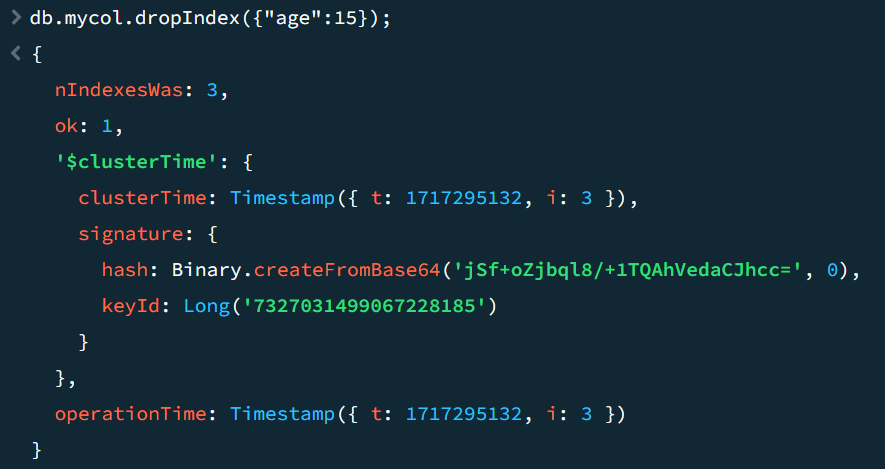 > db.mycol.dropIndex({"age":15});
< {
nIndexesWas: 3,
ok: 1,
'$clusterTime': {
clusterTime: Timestamp({ t: 1717295132, i: 3 }),
signature: {
hash: Binary.createFromBase64('jSf+oZjbql8/+1TQAhVedaCJhcc=', 0),
keyId: Long('7327031499067228185')
}
},
operationTime: Timestamp({ t: 1717295132, i: 3 })
}